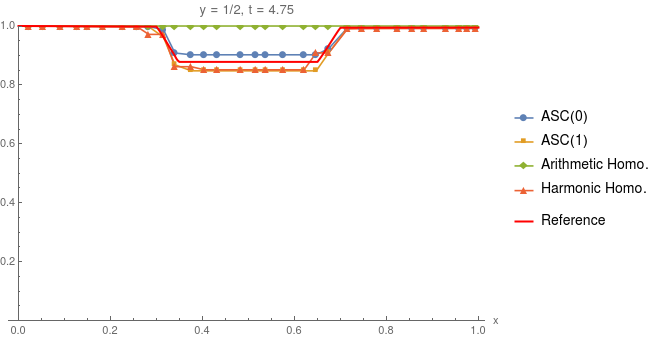 y = 1/2, t = 4.75
1.0
0.8
0.6
0.4
0.2
0.0
0.2
0.4
0.6
0.8
1.0
x
ASC(0)
ASC(1)
Arithmetic Homo.
Harmonic Homo.
Reference